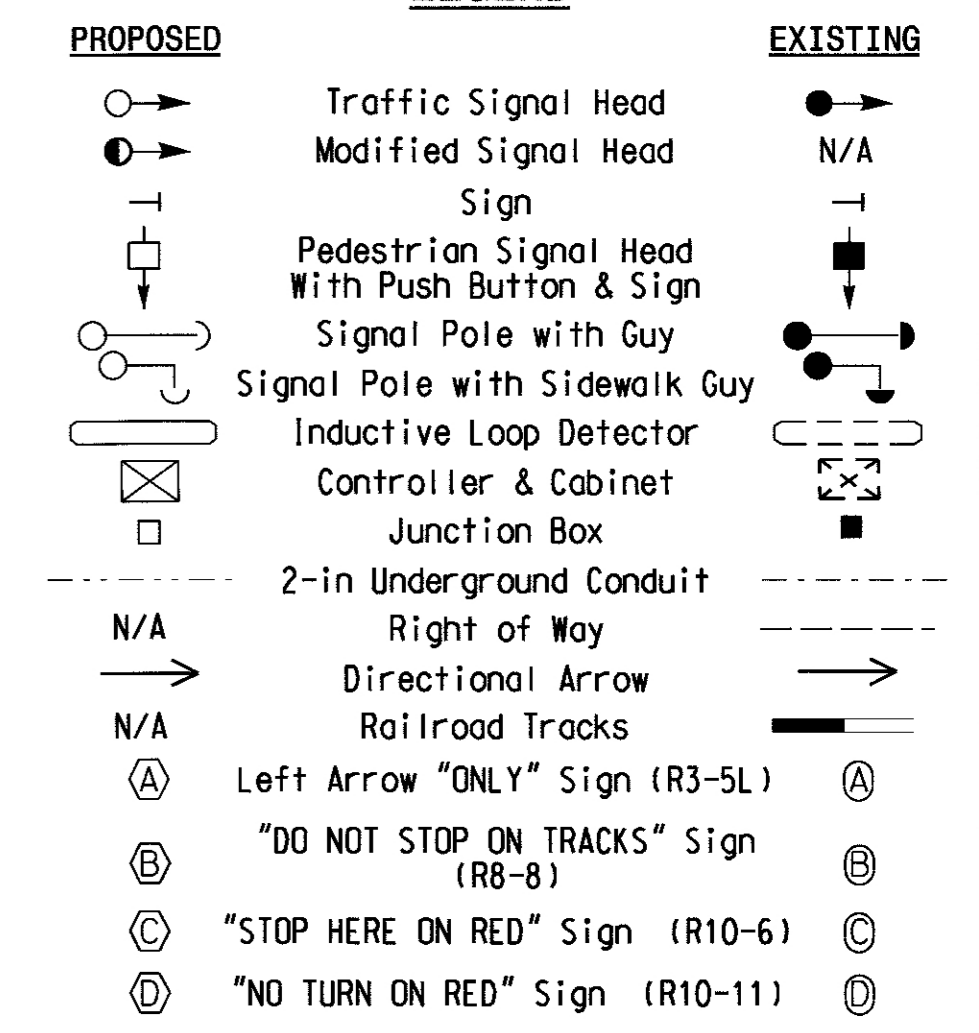 PROPOSED EXISTING
Traffic Signal Head
Modified Signal Head N/A
Sign
Pedestrian Signal Head
With Push Button & Sign
Signal Pole with Guy
Signal Pole with Sidewalk Guy
Inductive Loop Detector
Controller & Cabinet
Junction Box
2-in Underground Conduit
N/A Right of Way
Directional Arrow
N/A Railroad Tracks
A Left Arrow "ONLY" Sign (R3-5L) A
"DO NOT STOP ON TRACKS" Sign
B (R8-8) B
C "STOP HERE ON RED" Sign (R10-6) C
D "NO TURN ON RED" Sign (R10-11) D